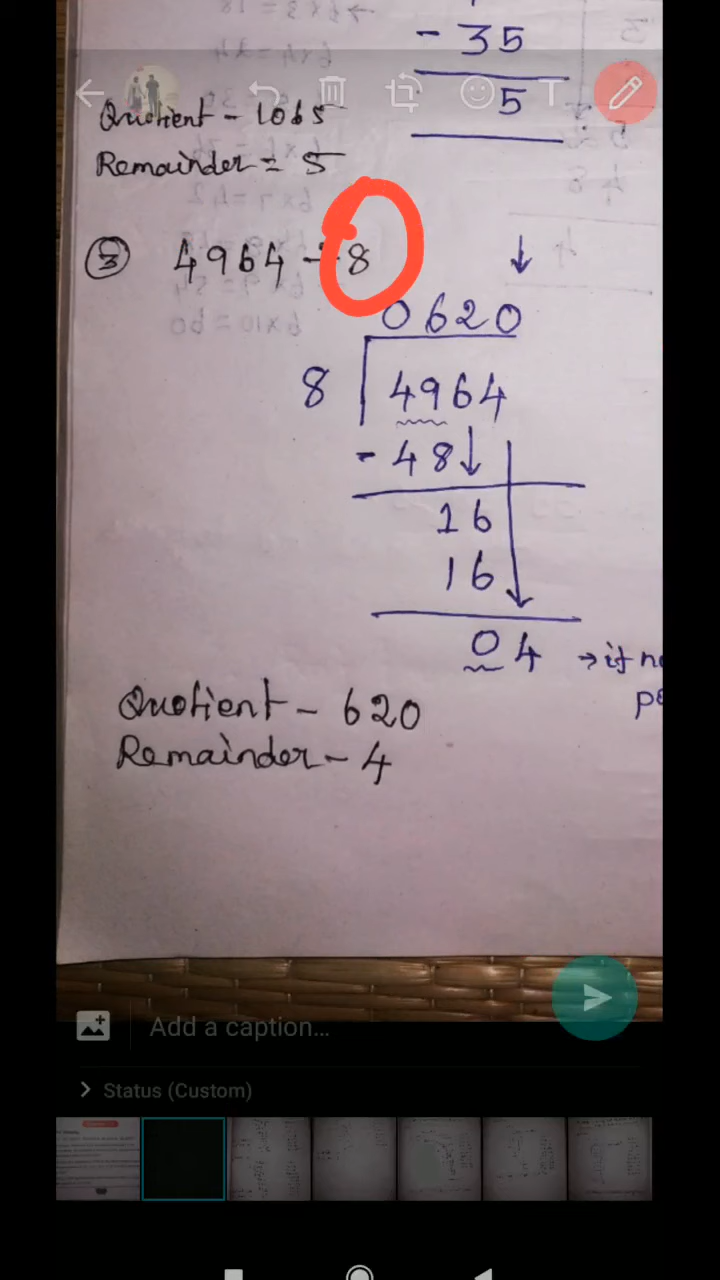 - 35
5
Quotient - 1065
Remainder = 5
③ 4964 ÷ 8
0620
8 4964
- 48
16
16
04 → if
Quotient - 620
Remainder - 4
T
Add a caption...
Status (Custom)